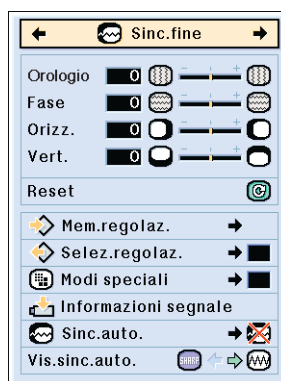 Sinc.fine
Orologio 0
Fase 0
Orizz. 0
Vert. 0
Reset
Mem.regolaz.
Selez.regolaz.
Modi speciali
Informazioni segnale
Sinc.auto.
Vis.sinc.auto.